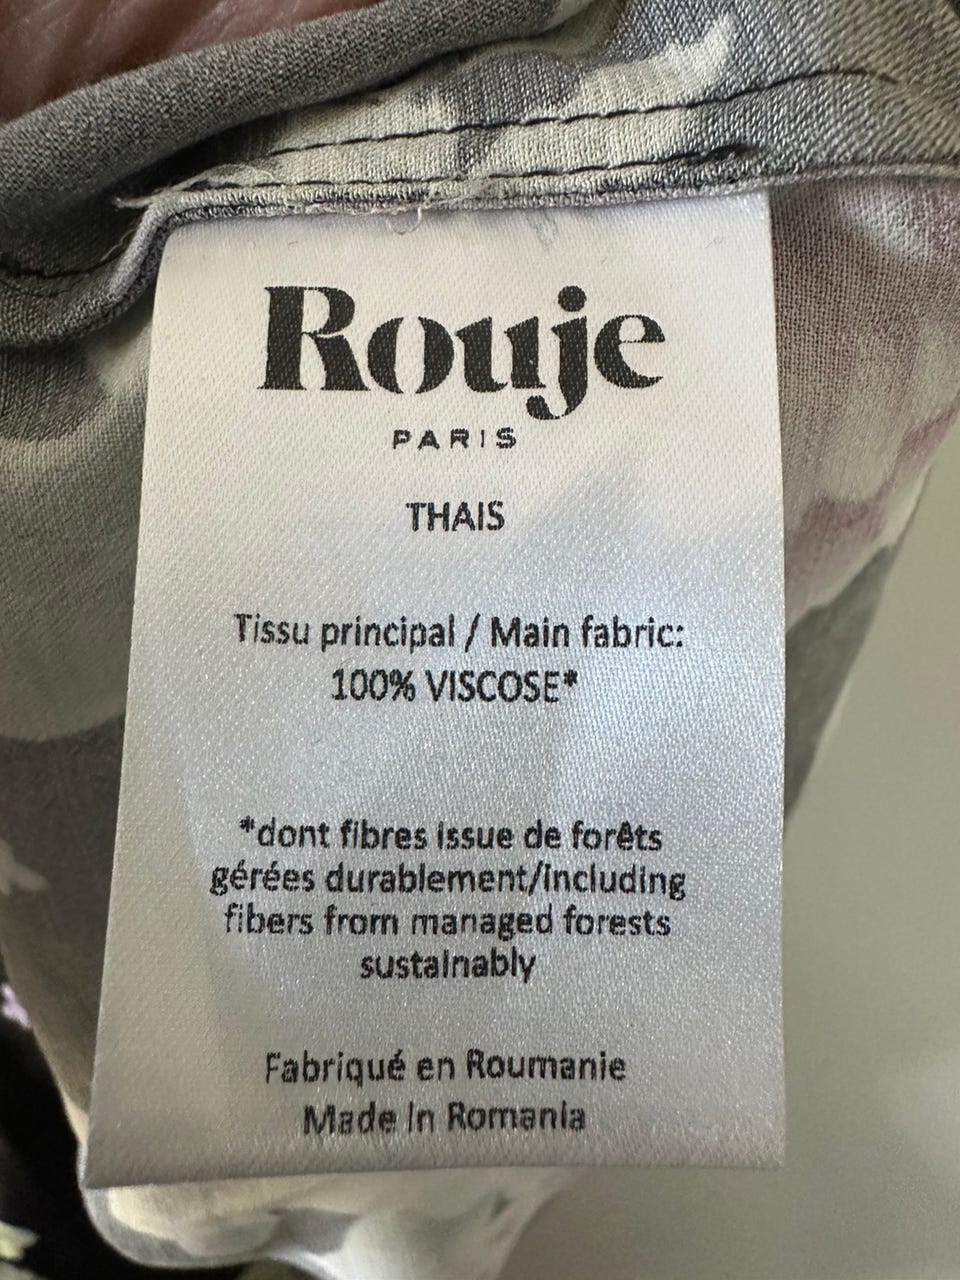 Rouje
PARIS
THAIS
Tissu principal / Main fabric:
100% VISCOSE*
*dont fibres issue de forêts
gérées durablement/including
fibers from managed forests
sustainably
Fabriqué en Roumanie
Made in Romania